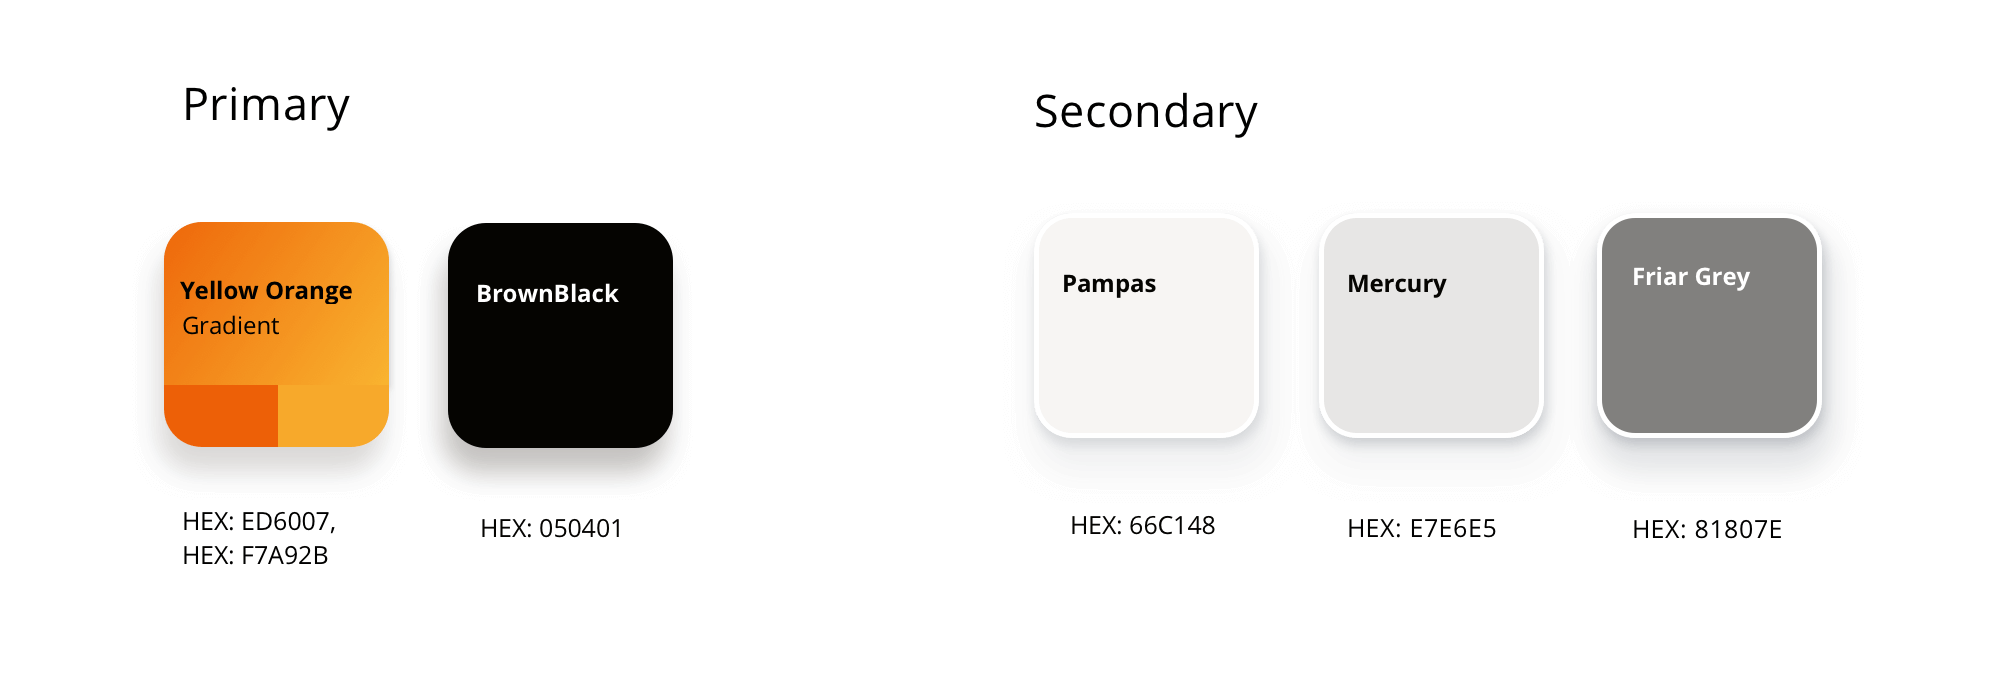 Primary
Yellow Orange
Gradient
HEX: ED6007,
HEX: F7A92B
BrownBlack
HEX: 050401
Secondary
Pampas
HEX: 66C148
Mercury
HEX: E7E6E5
Friar Grey
HEX: 81807E